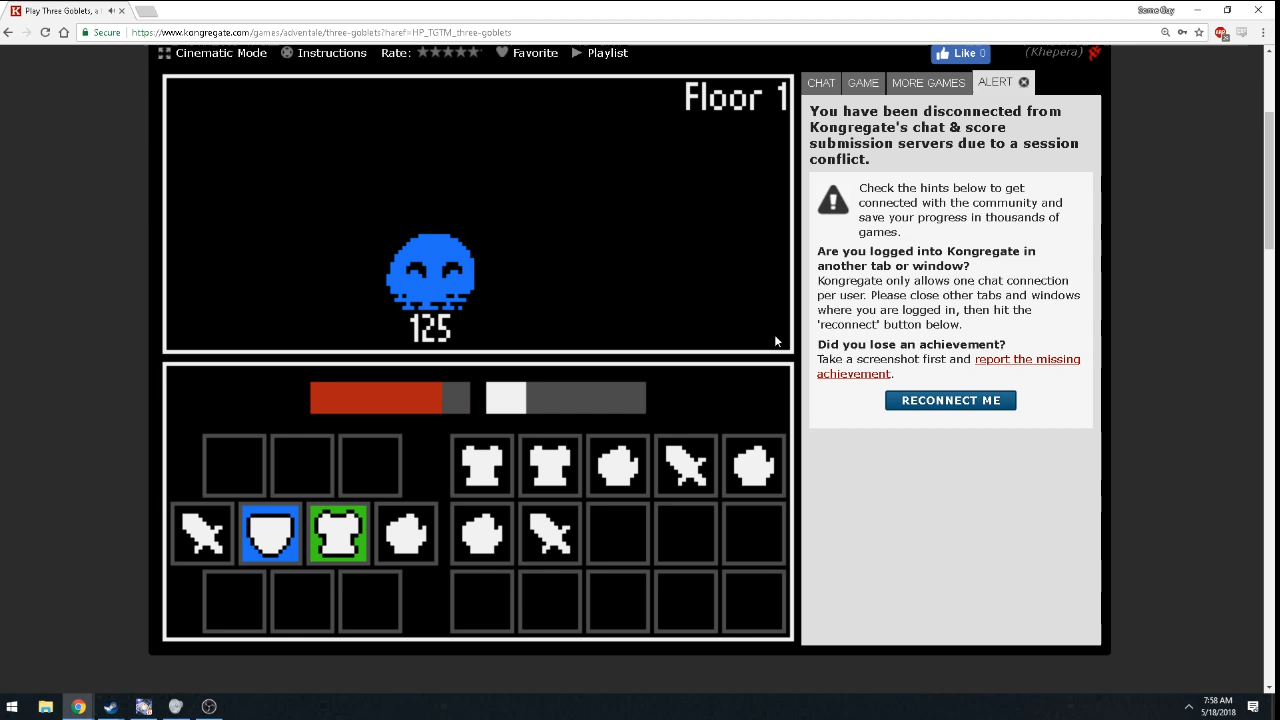 Play Three Goblets, a
Some Guy
Secure
https://www.kongregate.com/games/adventale/three-goblets?haref=HP_TGTM_three-goblets
Cinematic Mode
Instructions
Rate:
Favorite
Playlist
Like 0
(Khepera)
Floor 1
125
CHAT
GAME
MORE GAMES
ALERT
You have been disconnected from
Kongregate's chat & score
submission servers due to a session
conflict.
Check the hints below to get
connected with the community and
save your progress in thousands of
games.
Are you logged into Kongregate in
another tab or window?
Kongregate only allows one chat connection
per user. Please close other tabs and windows
where you are logged in, then hit the
'reconnect' button below.
Did you lose an achievement?
Take a screenshot first and report the missing
achievement.
RECONNECT ME
7:58 AM
5/18/2018